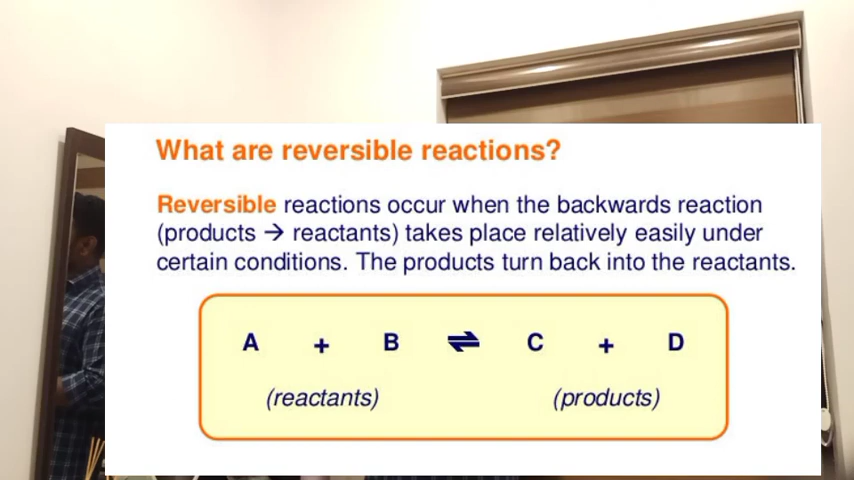 What are reversible reactions?
Reversible reactions occur when the backwards reaction
(products → reactants) takes place relatively easily under
certain conditions. The products turn back into the reactants.
A + B ⇌ C + D
(reactants) (products)